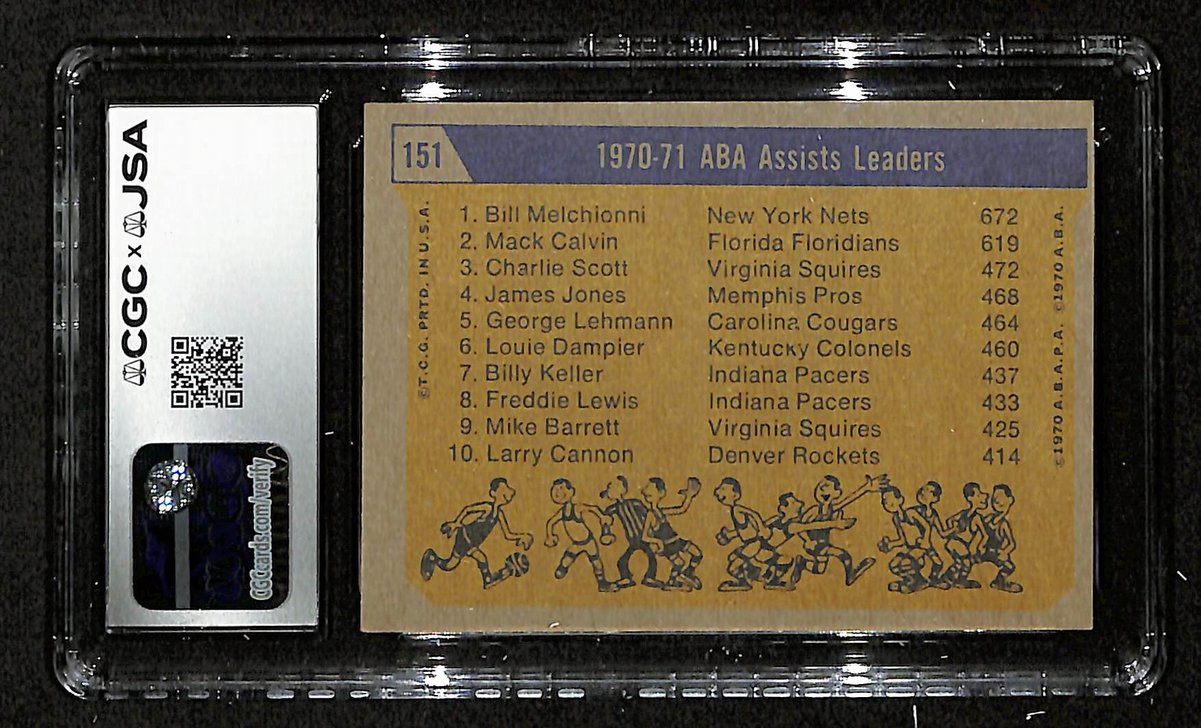 CGC x JSA
CGCcards.com/verify
151 1970-71 ABA Assists Leaders
©T.C.G. PRTD. IN U.S.A.
1. Bill Melchionni New York Nets 672
2. Mack Calvin Florida Floridians 619
3. Charlie Scott Virginia Squires 472
4. James Jones Memphis Pros 468
5. George Lehmann Carolina Cougars 464
6. Louie Dampier Kentucky Colonels 460
7. Billy Keller Indiana Pacers 437
8. Freddie Lewis Indiana Pacers 433
9. Mike Barrett Virginia Squires 425
10. Larry Cannon Denver Rockets 414
©1970 A.B.A.P.A. ©1970 A.B.A.